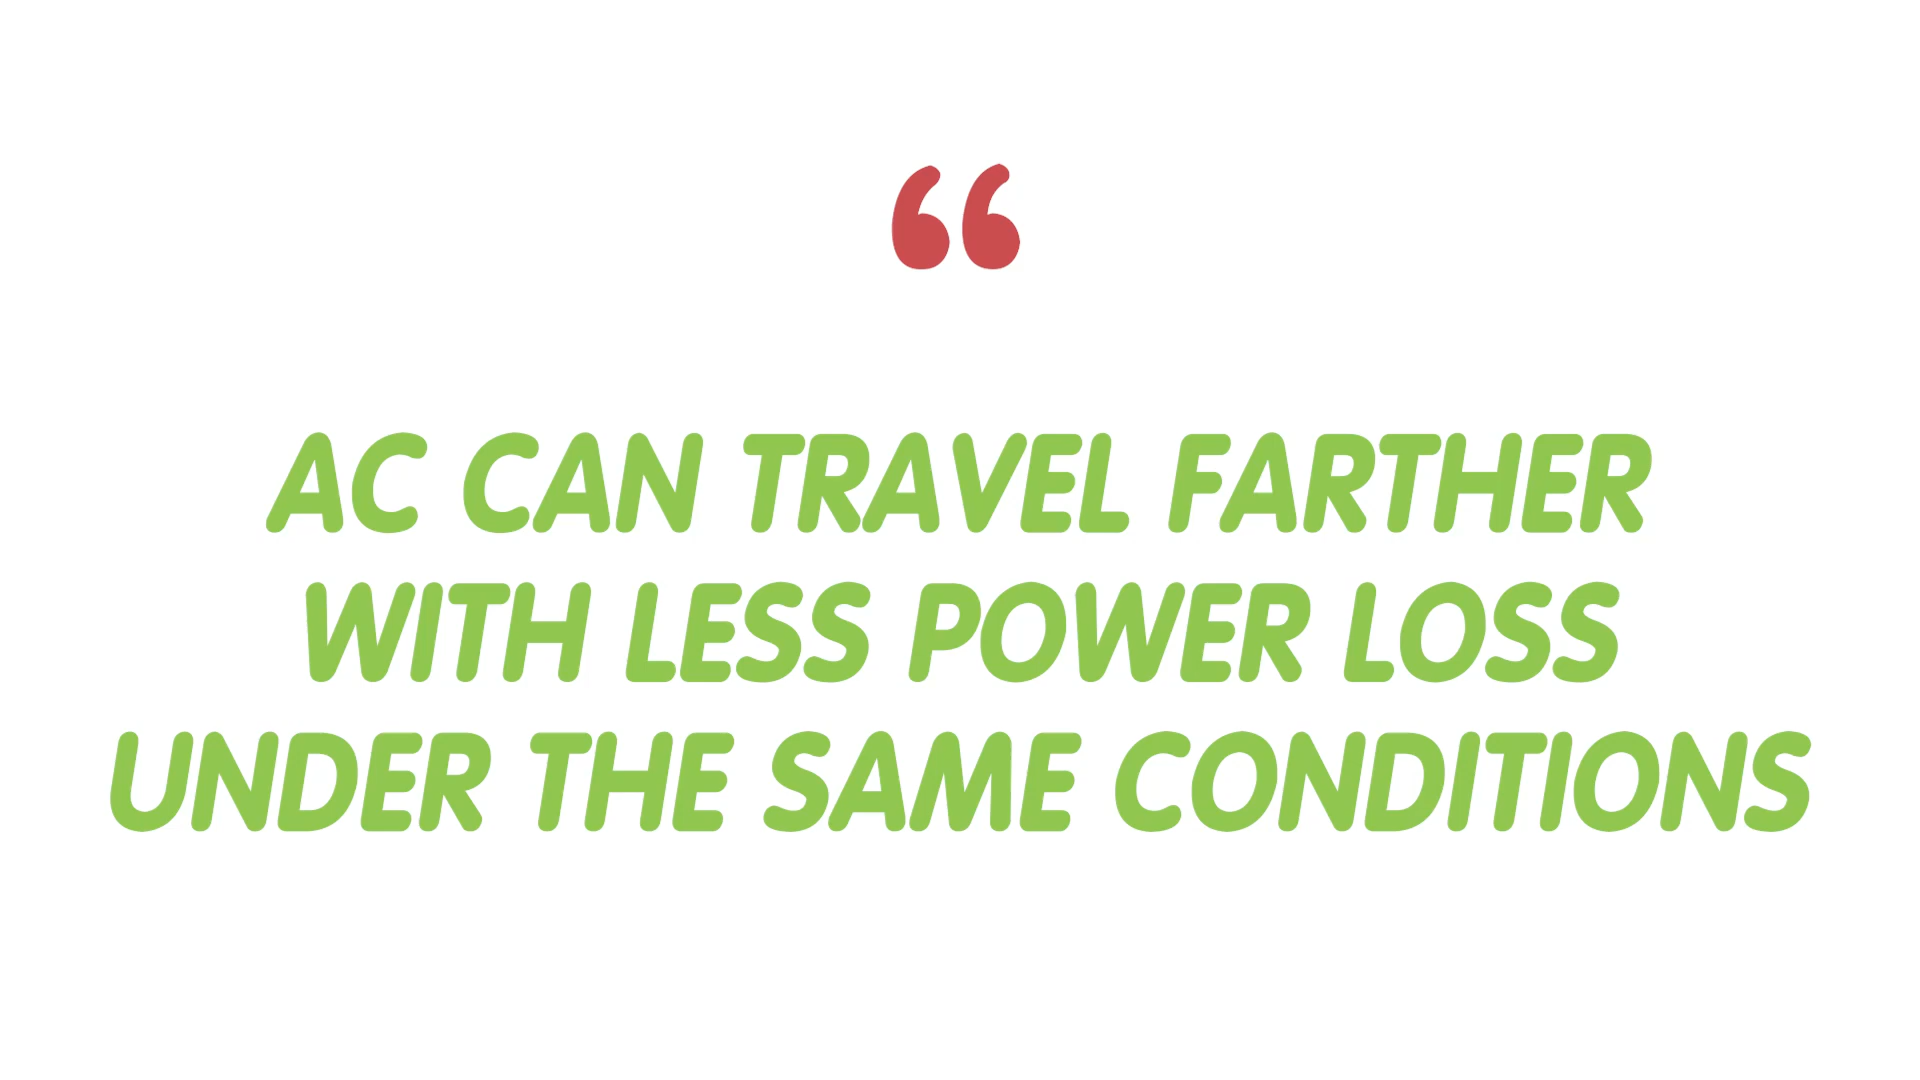 “
AC CAN TRAVEL FARTHER
WITH LESS POWER LOSS
UNDER THE SAME CONDITIONS